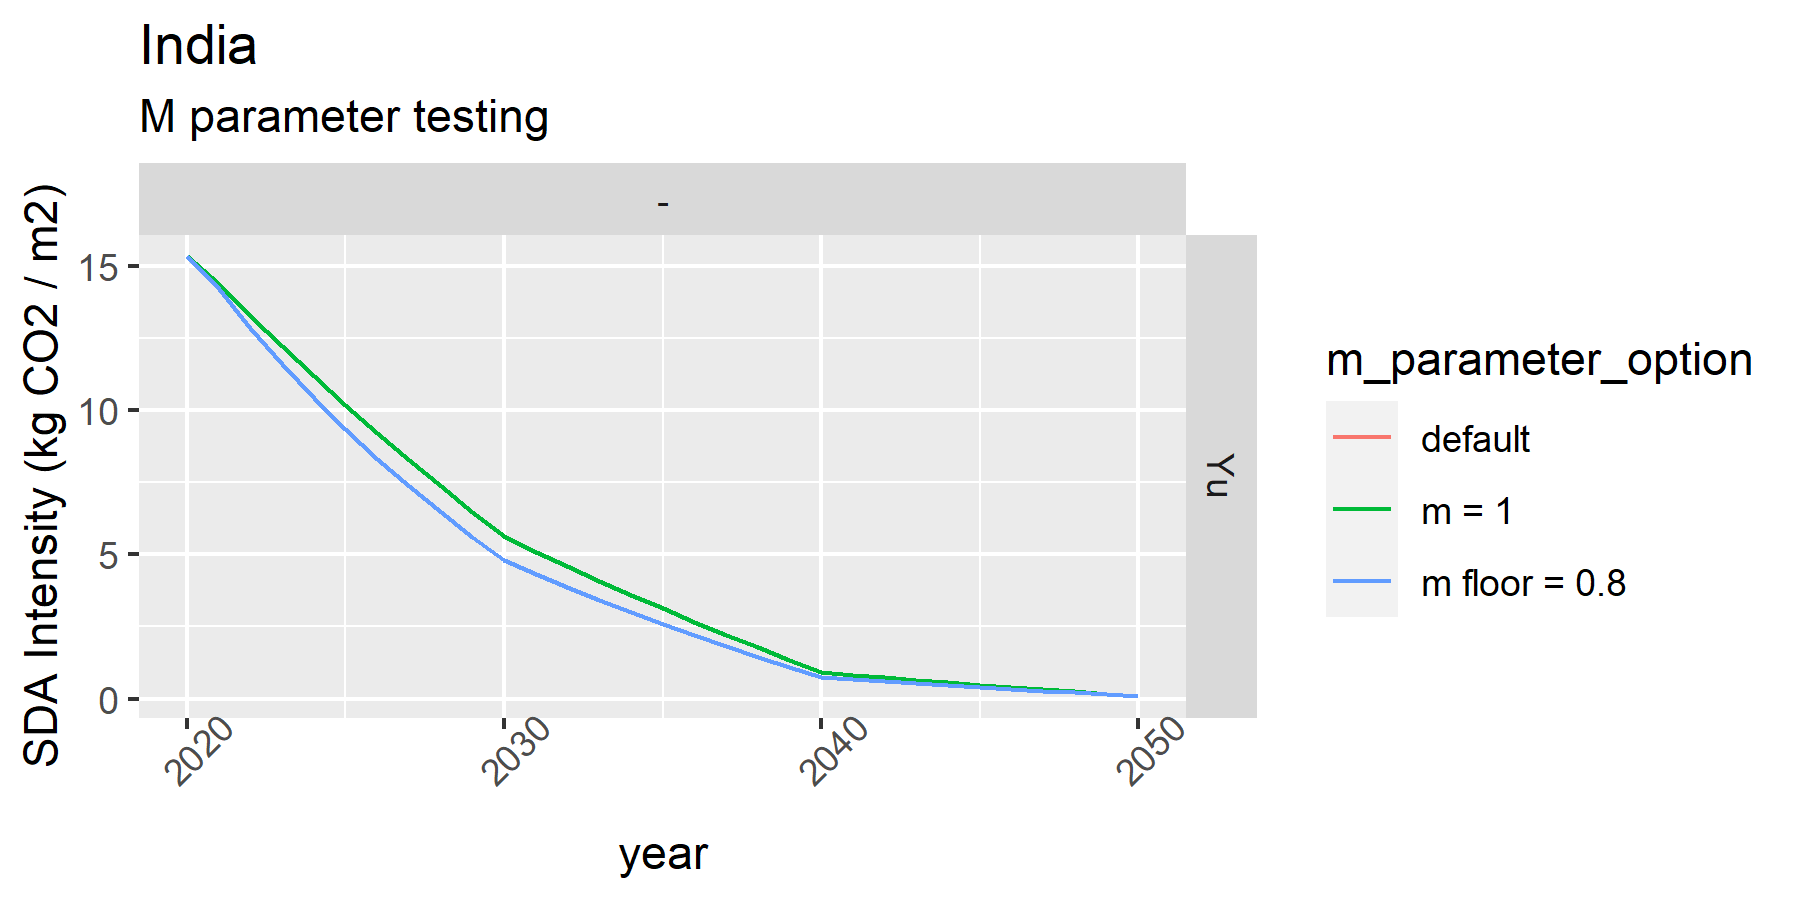 India
M parameter testing
-
SDA Intensity (kg CO2 / m2)
15
10
5
0
Yu
2020
2030
2040
2050
year
m_parameter_option
default
m = 1
m floor = 0.8